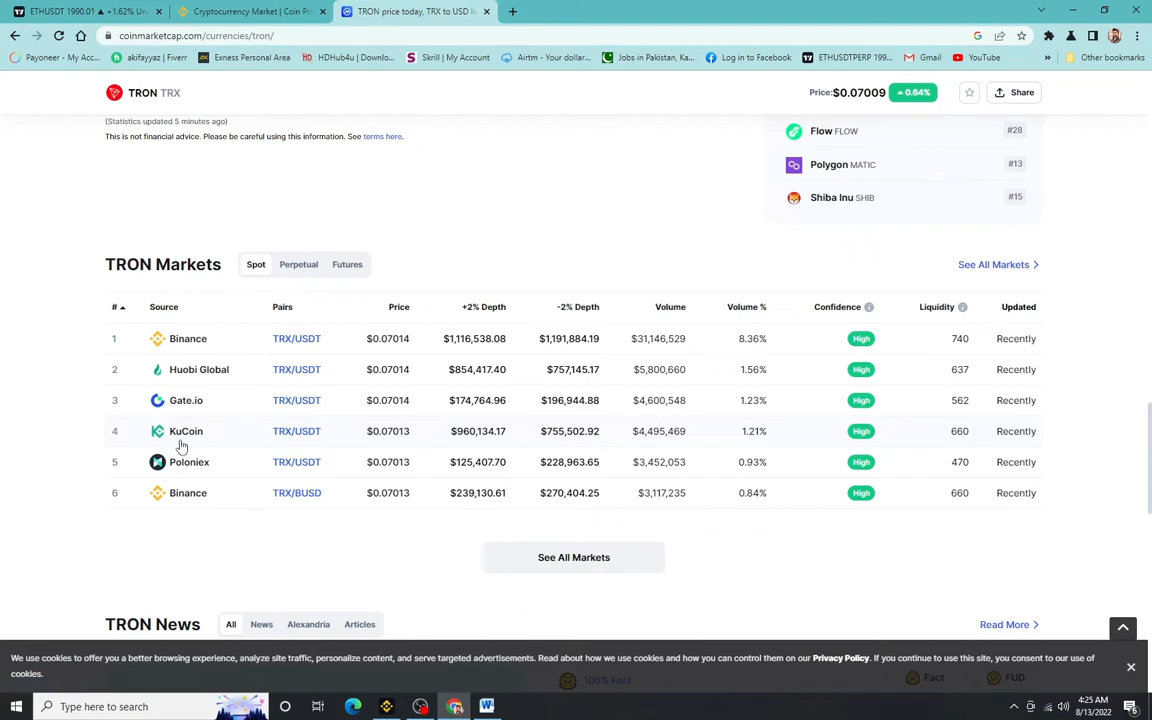 ETHUSDT 1990.01 ▲ +1.62% Un
Cryptocurrency Market | Coin Pri
TRON price today, TRX to USD li
coinmarketcap.com/currencies/tron/
Payoneer - My Acc...
akifayyaz | Fiverr
Exness Personal Area
HDHub4u | Downlo...
Skrill | My Account
Airtm - Your dollar...
Jobs in Pakistan, Ka...
Log in to Facebook
ETHUSDTPERP 199...
Gmail
YouTube
»
Other bookmarks
TRON TRX
Price: $0.07009 ▲ 0.64%
Share
(Statistics updated 5 minutes ago)
This is not financial advice. Please be careful using this information. See terms here.
Flow FLOW #28
Polygon MATIC #13
Shiba Inu SHIB #15
TRON Markets
Spot Perpetual Futures
See All Markets
# Source Pairs Price +2% Depth -2% Depth Volume Volume % Confidence Liquidity Updated
1 Binance TRX/USDT $0.07014 $1,116,538.08 $1,191,884.19 $31,146,529 8.36% High 740 Recently
2 Huobi Global TRX/USDT $0.07014 $854,417.40 $757,145.17 $5,800,660 1.56% High 637 Recently
3 Gate.io TRX/USDT $0.07014 $174,764.96 $196,944.88 $4,600,548 1.23% High 562 Recently
4 KuCoin TRX/USDT $0.07013 $960,134.17 $755,502.92 $4,495,469 1.21% High 660 Recently
5 Poloniex TRX/USDT $0.07013 $125,407.70 $228,963.65 $3,452,053 0.93% High 470 Recently
6 Binance TRX/BUSD $0.07013 $239,130.61 $270,404.25 $3,117,235 0.84% High 660 Recently
See All Markets
TRON News
All News Alexandria Articles
Read More
We use cookies to offer you a better browsing experience, analyze site traffic, personalize content, and serve targeted advertisements. Read about how we use cookies and how you can control them on our Privacy Policy. If you continue to use this site, you consent to our use of
cookies.
100% Fact
Fact
FUD
Type here to search
4:25 AM
8/13/2022
6